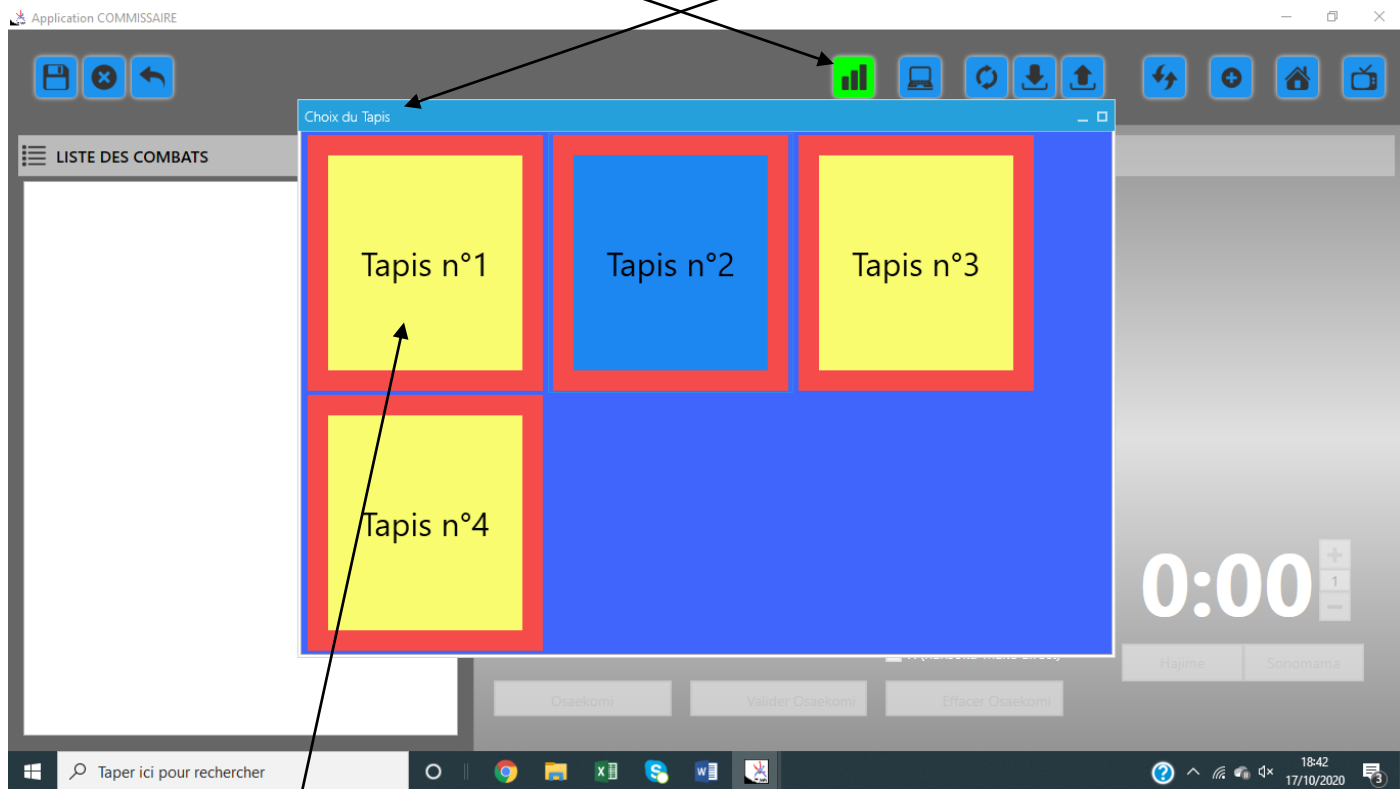 Application COMMISSAIRE
Choix du Tapis
LISTE DES COMBATS
Tapis n°1
Tapis n°2
Tapis n°3
Tapis n°4
0:00
+
1
−
Hajime
Sonomama
Osaekomi
Valider Osaekomi
Effacer Osaekomi
Taper ici pour rechercher
18:42
17/10/2020
3